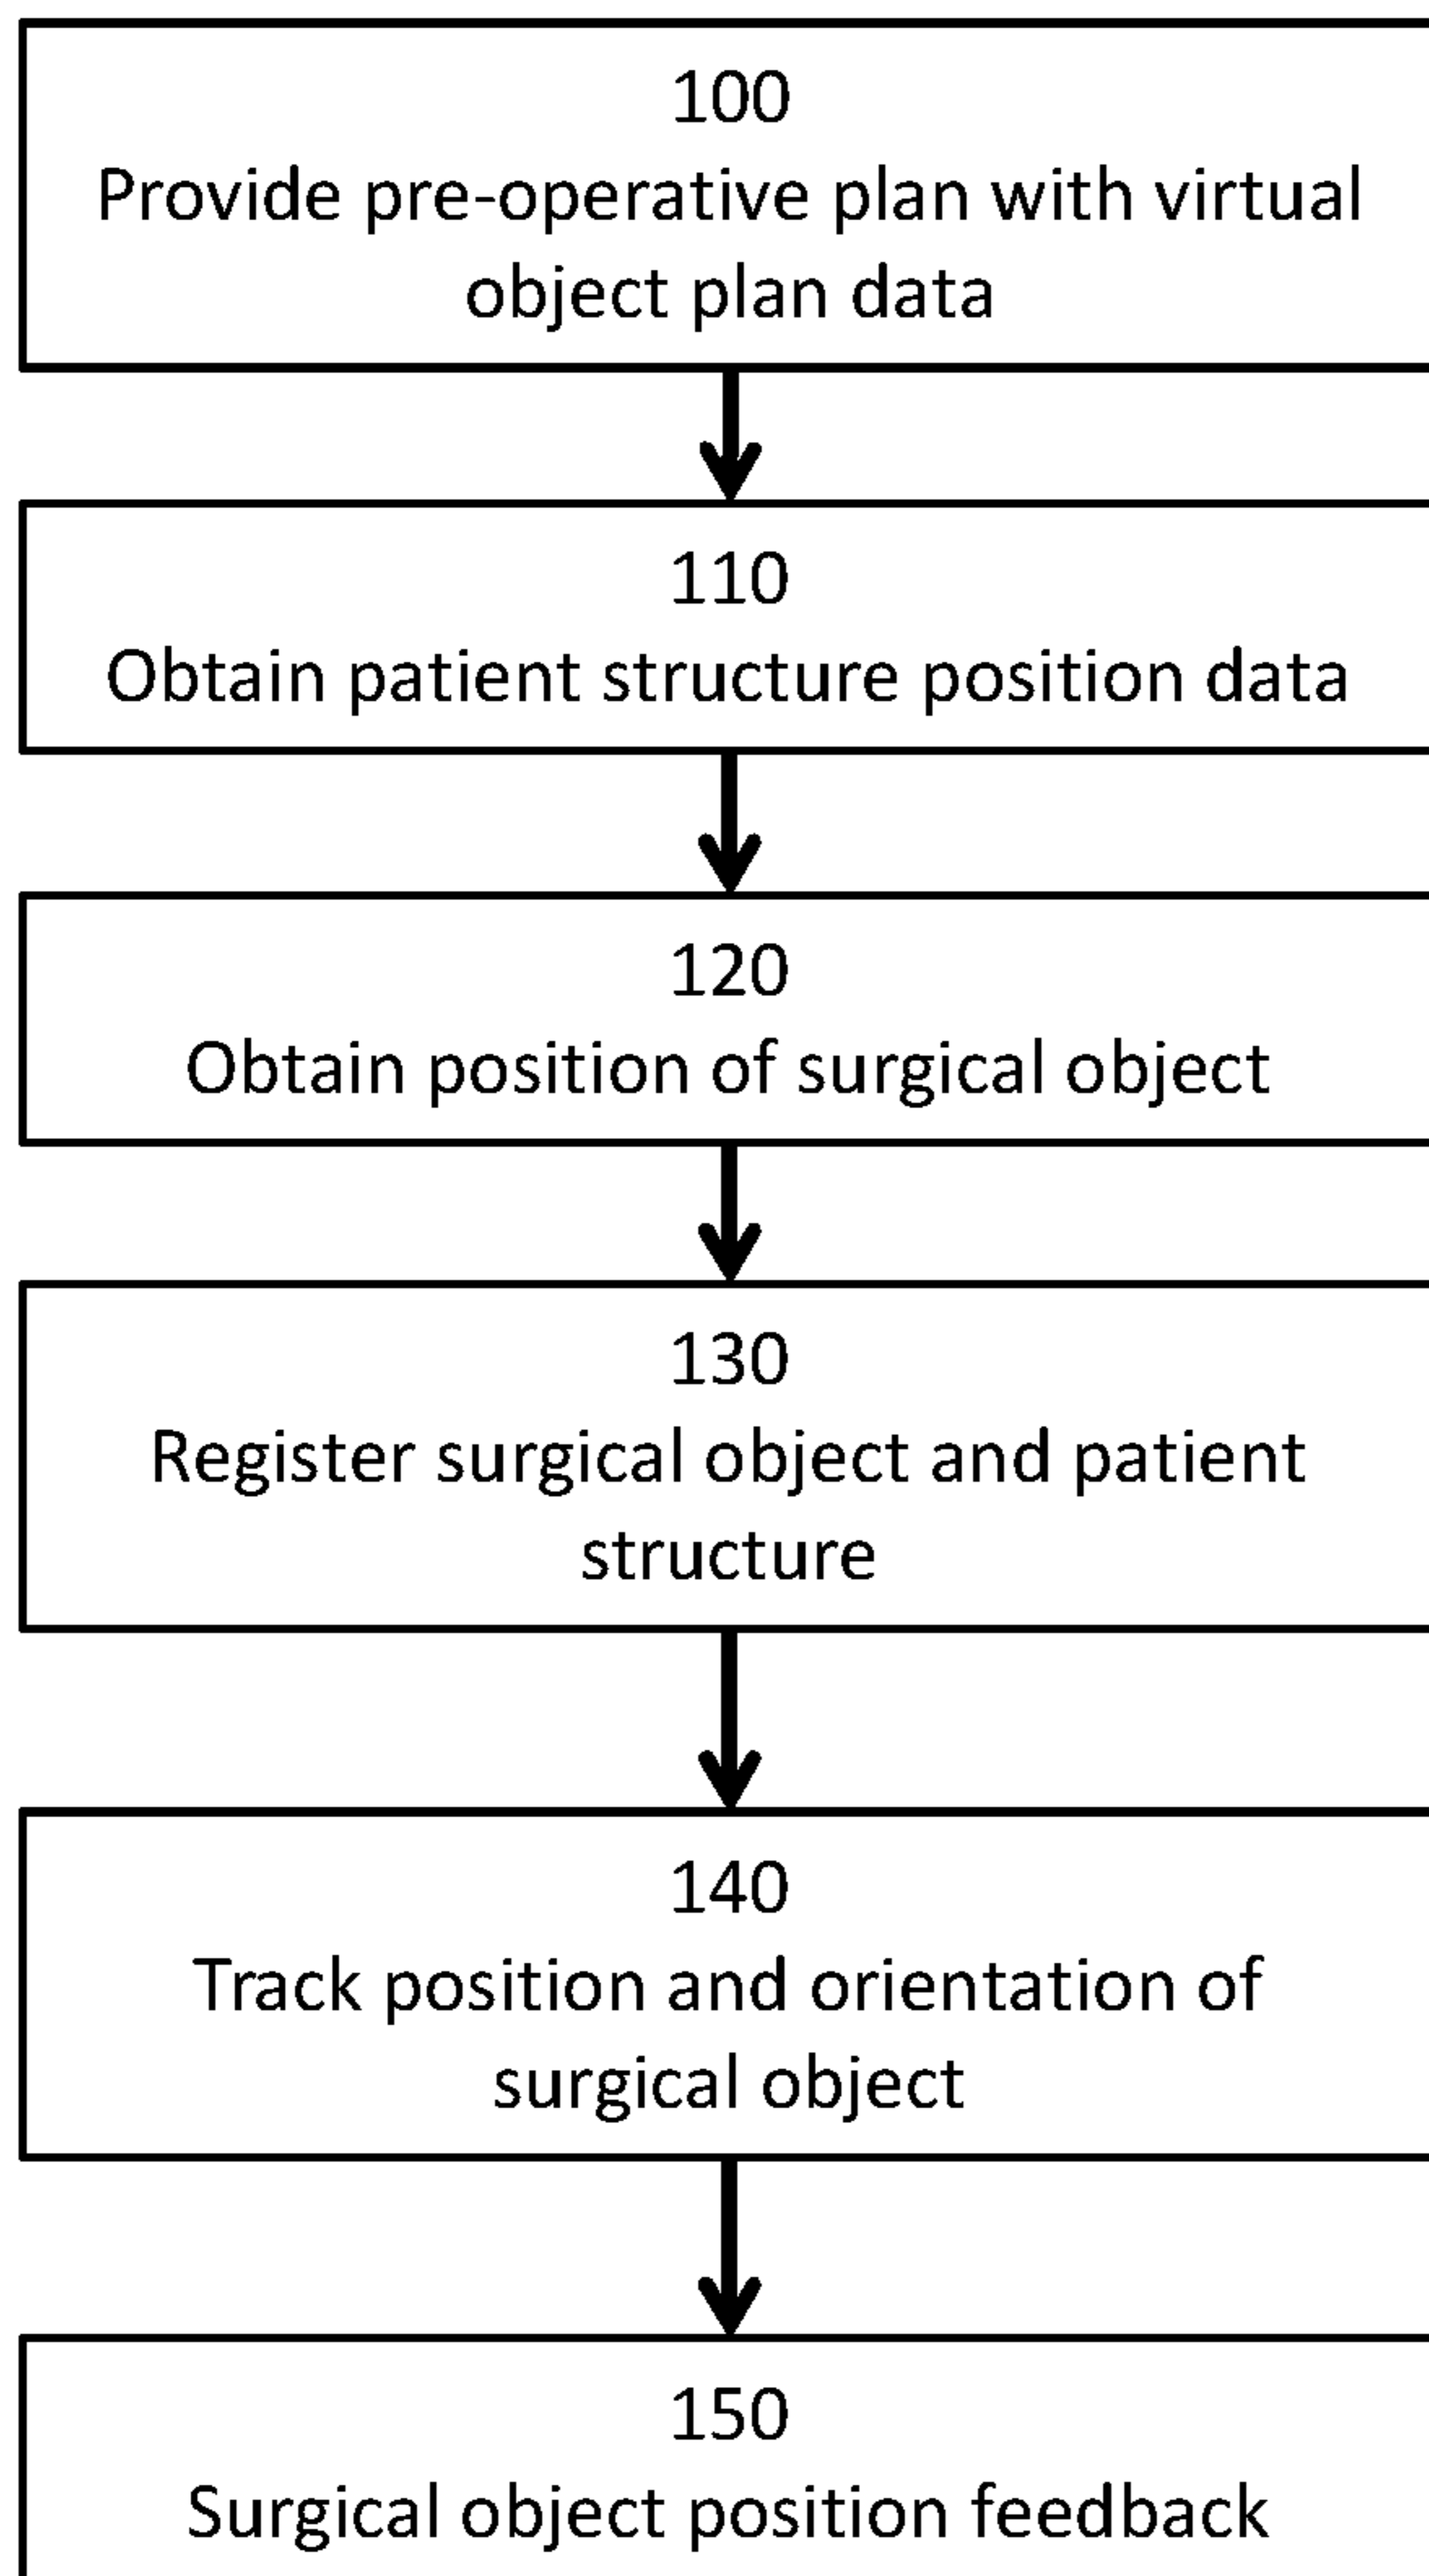 100
Provide pre-operative plan with virtual
object plan data
110
Obtain patient structure position data
120
Obtain position of surgical object
130
Register surgical object and patient
structure
140
Track position and orientation of
surgical object
150
Surgical object position feedback